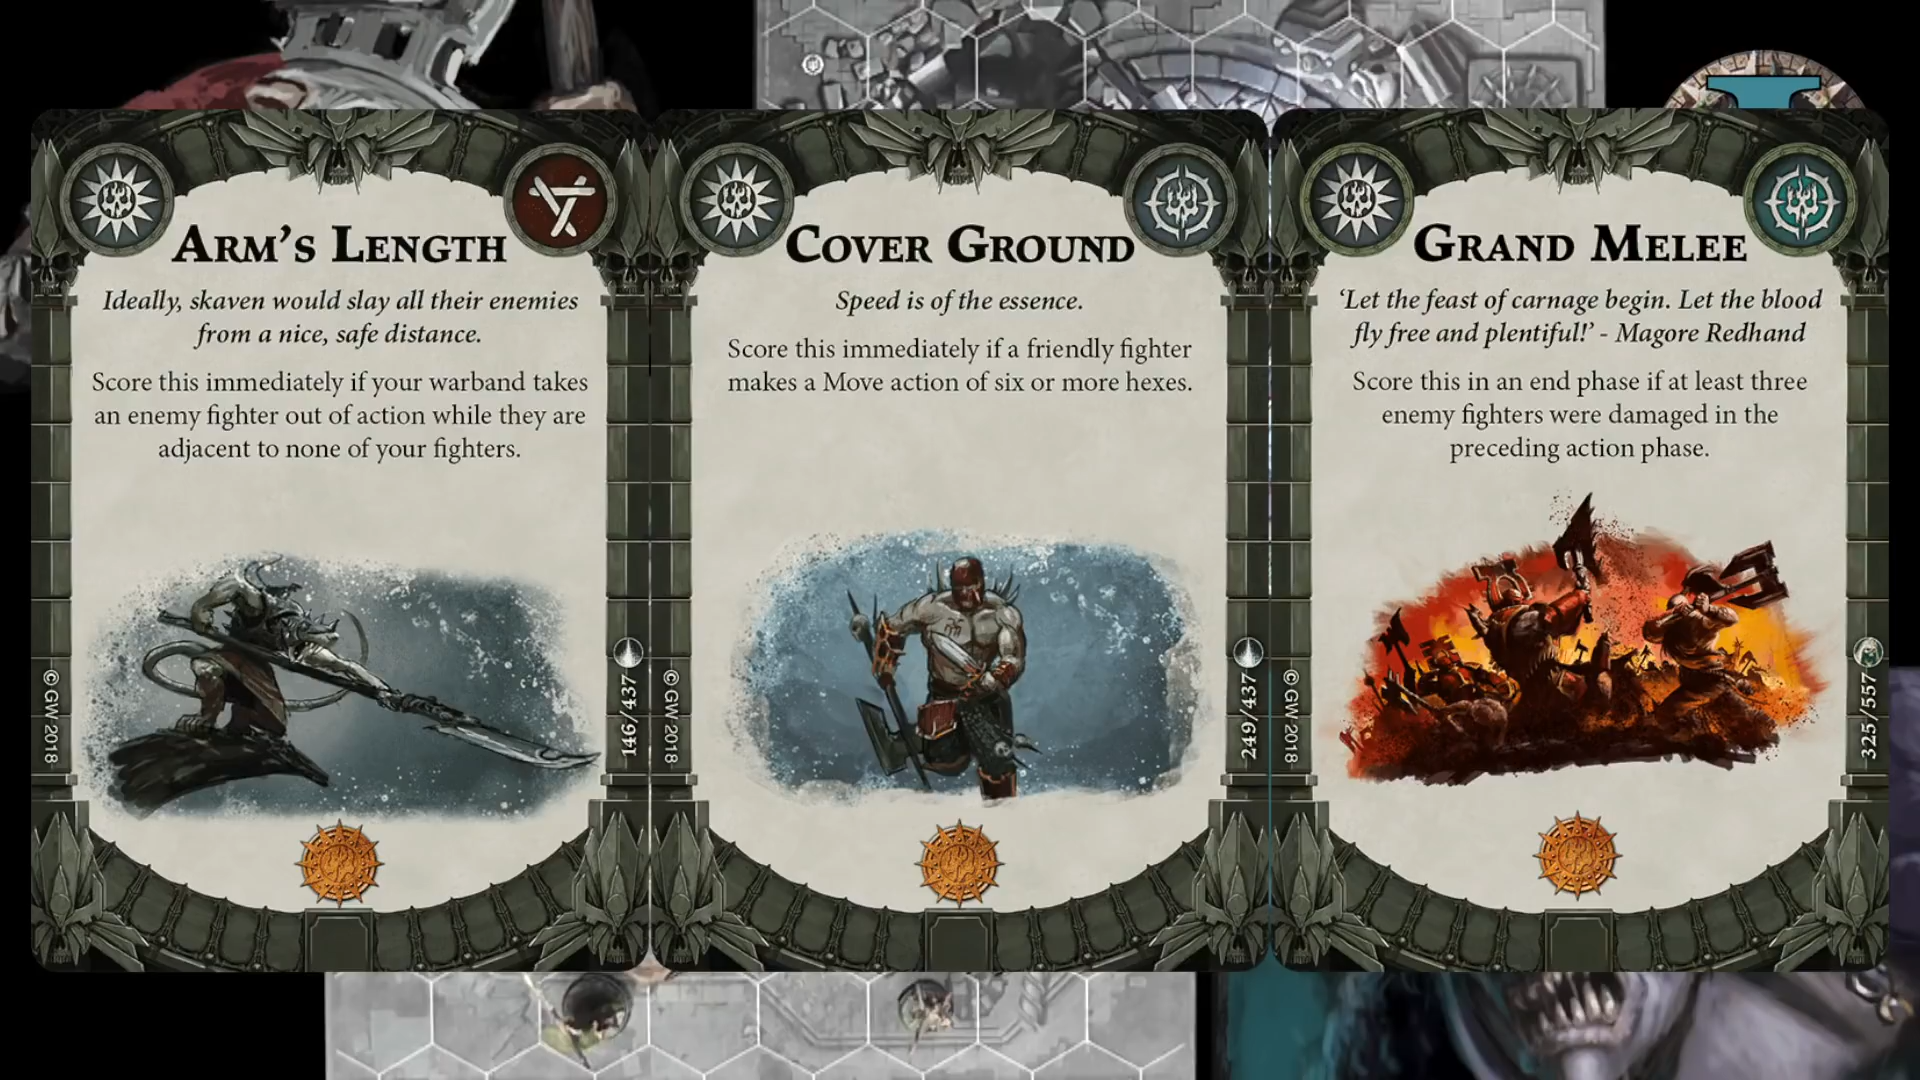 ARM'S LENGTH
Ideally, skaven would slay all their enemies
from a nice, safe distance.
Score this immediately if your warband takes
an enemy fighter out of action while they are
adjacent to none of your fighters.
© GW 2018
146/437
COVER GROUND
Speed is of the essence.
Score this immediately if a friendly fighter
makes a Move action of six or more hexes.
© GW 2018
249/437
GRAND MELEE
‘Let the feast of carnage begin. Let the blood
fly free and plentiful!’ - Magore Redhand
Score this in an end phase if at least three
enemy fighters were damaged in the
preceding action phase.
© GW 2018
325/557